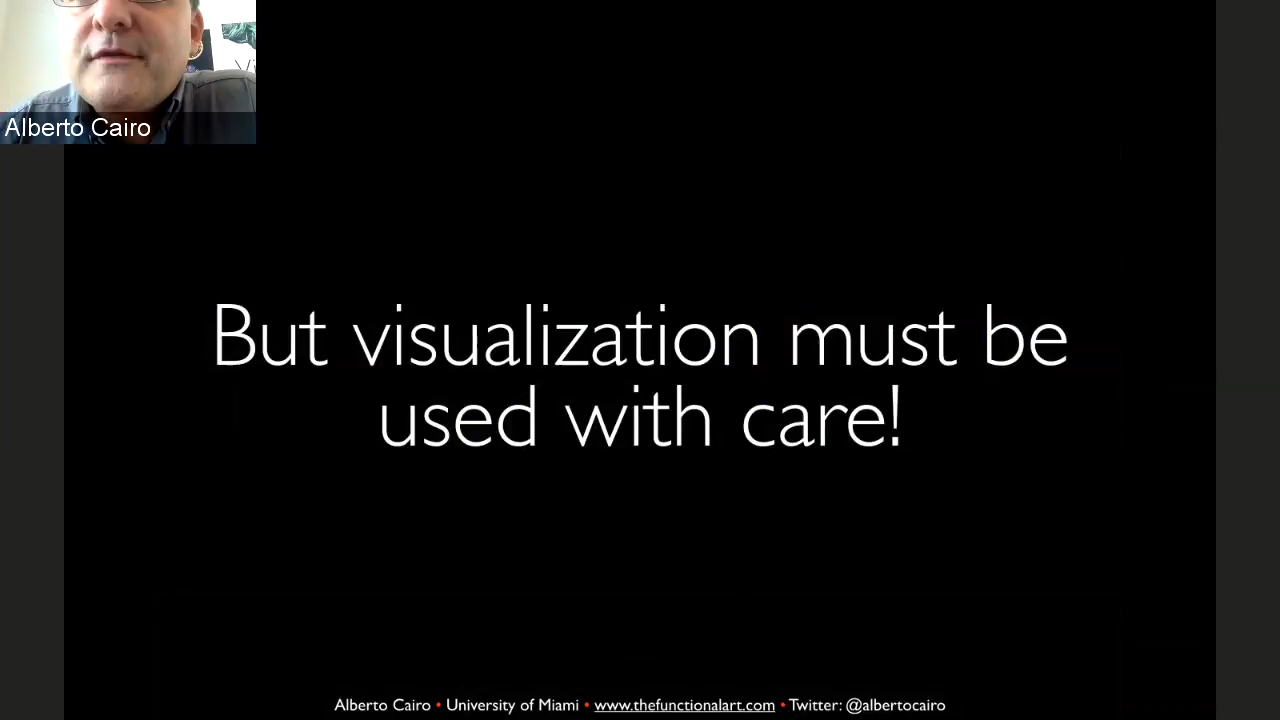 Alberto Cairo
But visualization must be
used with care!
Alberto Cairo • University of Miami • www.thefunctionalart.com • Twitter: @albertocairo